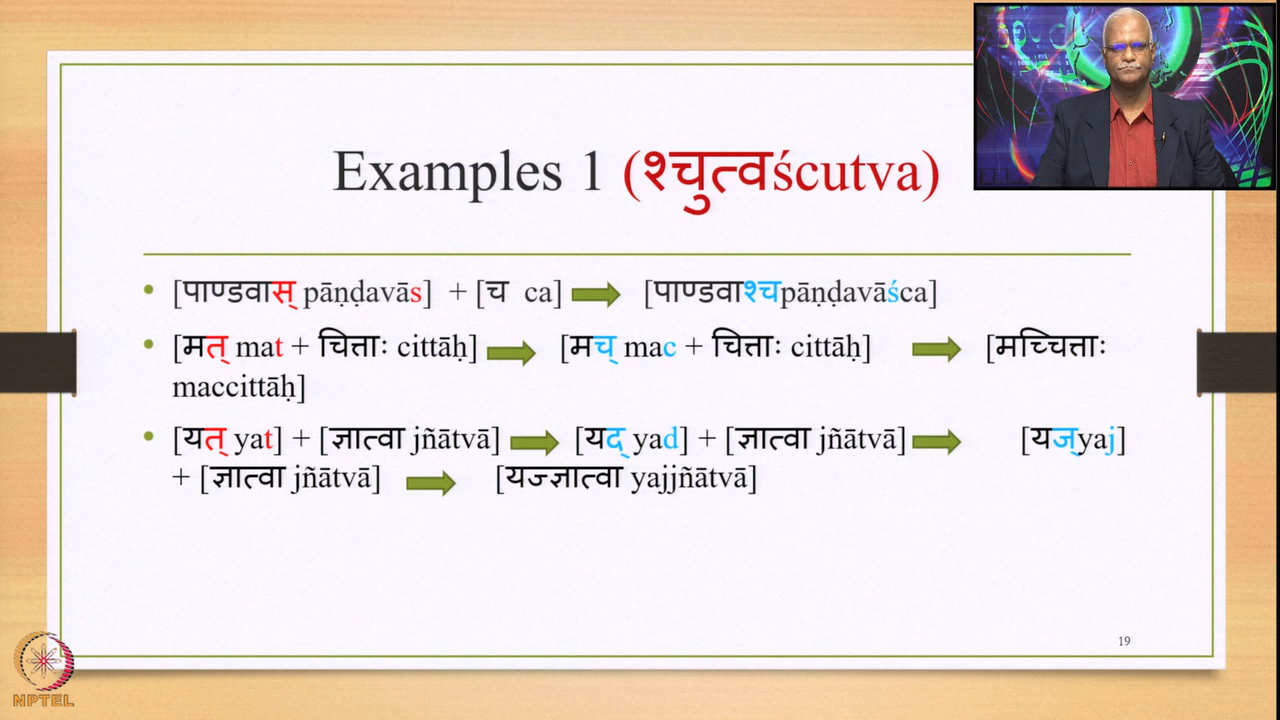 Examples 1 (श्चुत्वścutva)
• [पाण्डवास् pāṇḍavās] + [च ca] [पाण्डवाश्चpāṇḍavāśca]
• [मत् mat + चित्ताः cittāḥ] [मच् mac + चित्ताः cittāḥ] [मच्चित्ताः
maccittāḥ]
• [यत् yat] + [ज्ञात्वा jñātvā] [यद् yad] + [ज्ञात्वा jñātvā] [यज्yaj]
+ [ज्ञात्वा jñātvā] [यज्ज्ञात्वा yajjñātvā]
19
NPTEL